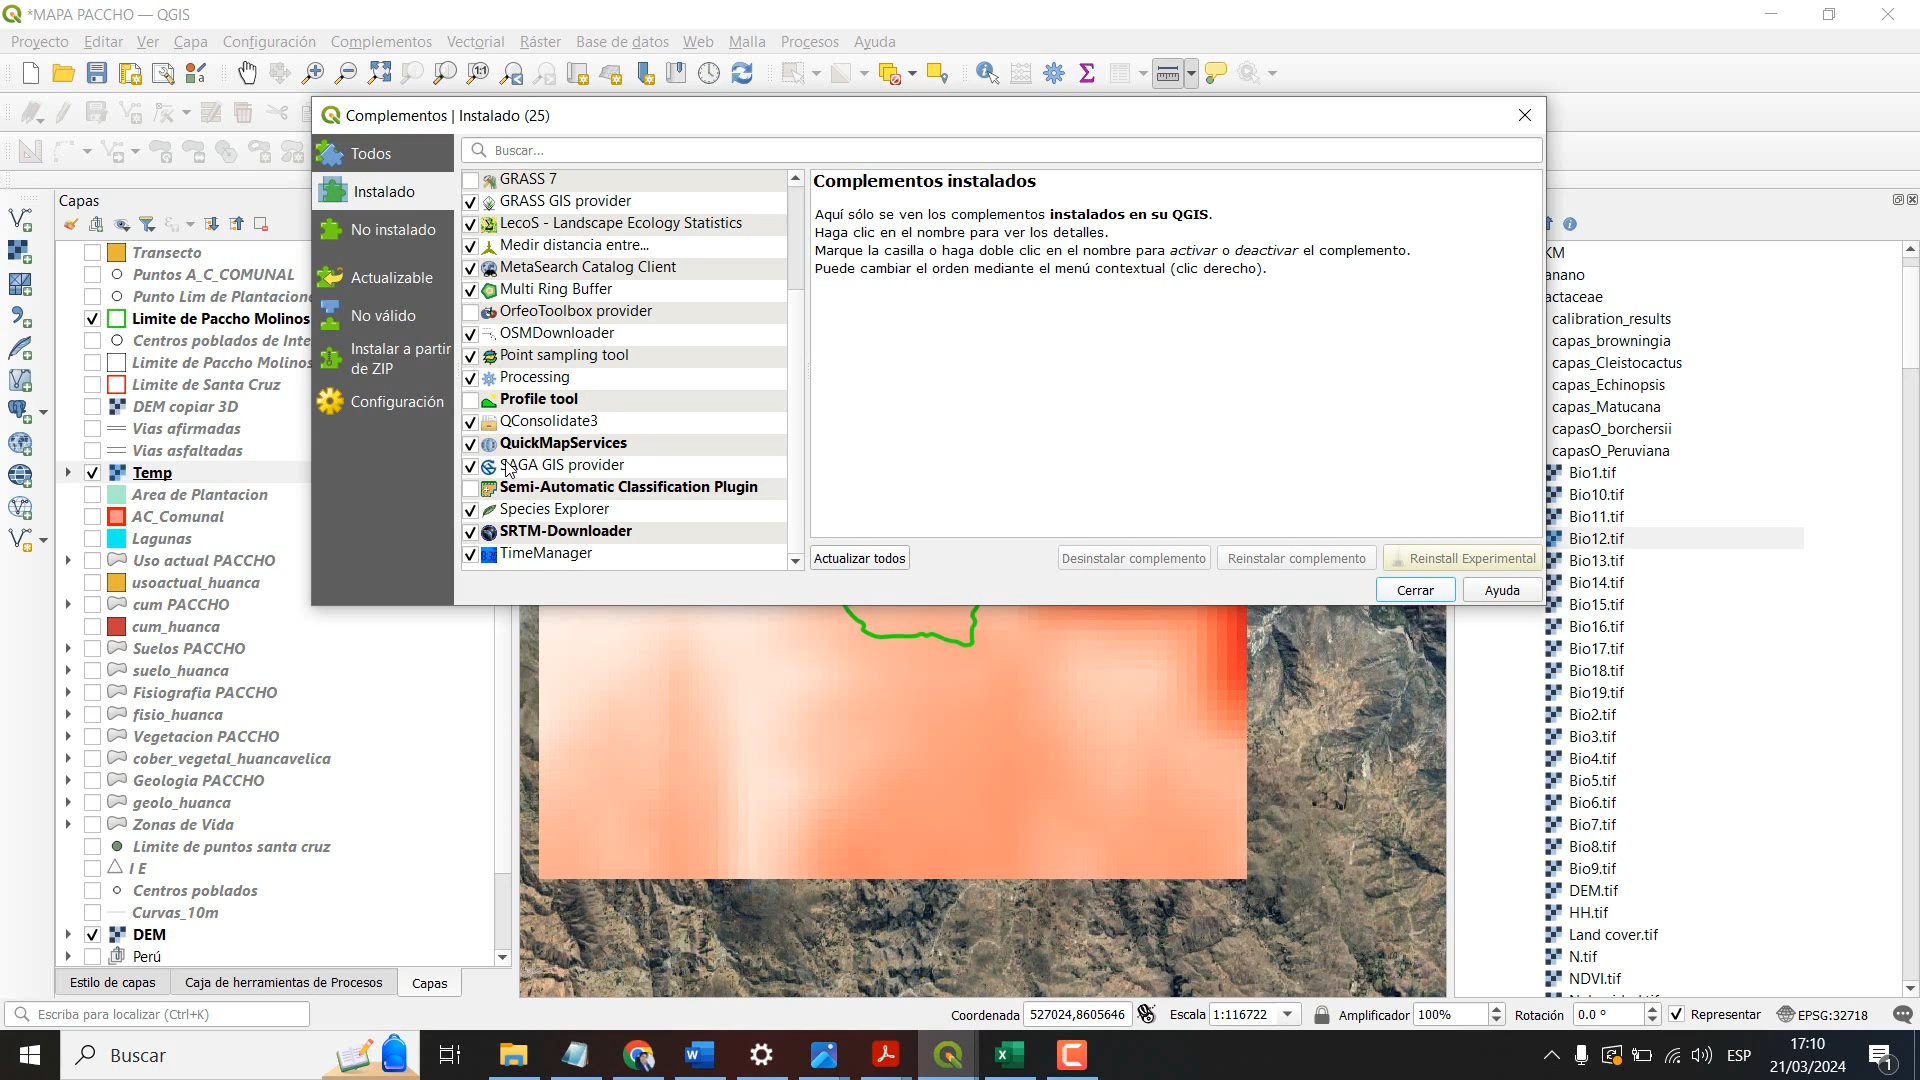 *MAPA PACCHO — QGIS
Proyecto Editar Ver Capa Configuración Complementos Vectorial Ráster Base de datos Web Malla Procesos Ayuda
Complementos | Instalado (25)
Todos
Instalado
No instalado
Actualizable
No válido
Instalar a partir
de ZIP
Configuración
Buscar...
GRASS 7
GRASS GIS provider
LecoS - Landscape Ecology Statistics
Medir distancia entre...
MetaSearch Catalog Client
Multi Ring Buffer
OrfeoToolbox provider
OSMDownloader
Point sampling tool
Processing
Profile tool
QConsolidate3
QuickMapServices
SAGA GIS provider
Semi-Automatic Classification Plugin
Species Explorer
SRTM-Downloader
TimeManager
Complementos instalados
Aquí sólo se ven los complementos instalados en su QGIS.
Haga clic en el nombre para ver los detalles.
Marque la casilla o haga doble clic en el nombre para activar o deactivar el complemento.
Puede cambiar el orden mediante el menú contextual (clic derecho).
Actualizar todos
Desinstalar complemento
Reinstalar complemento
Reinstall Experimental
Cerrar
Ayuda
Capas
Transecto
Puntos A_C_COMUNAL
Punto Lim de Plantacion
Limite de Paccho Molinos
Centros poblados de Inte
Limite de Paccho Molinos
Limite de Santa Cruz
DEM copiar 3D
Vias afirmadas
Vias asfaltadas
Temp
Area de Plantacion
AC_Comunal
Lagunas
Uso actual PACCHO
usoactual_huanca
cum PACCHO
cum_huanca
Suelos PACCHO
suelo_huanca
Fisiografia PACCHO
fisio_huanca
Vegetacion PACCHO
cober_vegetal_huancavelica
Geologia PACCHO
geolo_huanca
Zonas de Vida
Limite de puntos santa cruz
I E
Centros poblados
Curvas_10m
DEM
Perú
Estilo de capas
Caja de herramientas de Procesos
Capas
KM
anano
actaceae
calibration_results
capas_browningia
capas_Cleistocactus
capas_Echinopsis
capas_Matucana
capasO_borchersii
capasO_Peruviana
Bio1.tif
Bio10.tif
Bio11.tif
Bio12.tif
Bio13.tif
Bio14.tif
Bio15.tif
Bio16.tif
Bio17.tif
Bio18.tif
Bio19.tif
Bio2.tif
Bio3.tif
Bio4.tif
Bio5.tif
Bio6.tif
Bio7.tif
Bio8.tif
Bio9.tif
DEM.tif
HH.tif
Land cover.tif
N.tif
NDVI.tif
Escriba para localizar (Ctrl+K)
Coordenada 527024,8605646 Escala 1:116722 Amplificador 100% Rotación 0.0 ° Representar EPSG:32718
Buscar
ESP
17:10
21/03/2024
1